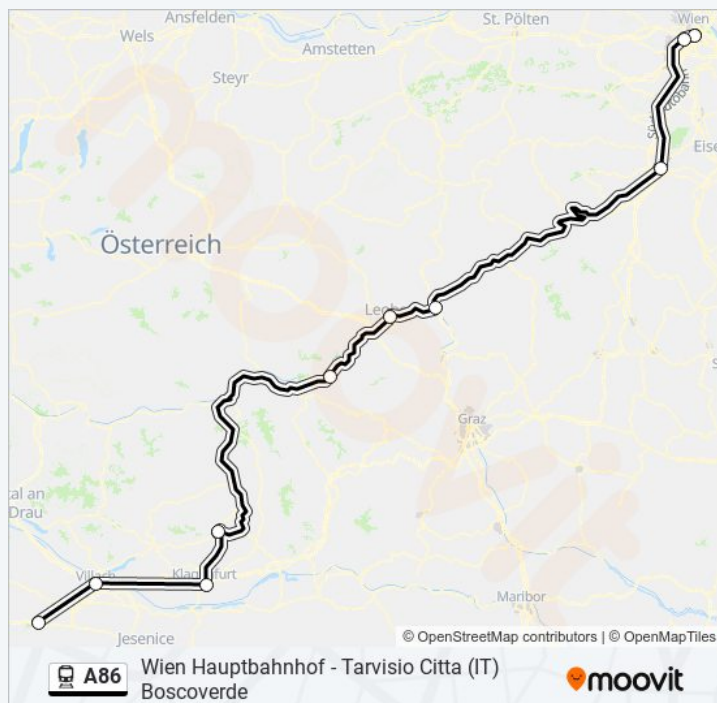 Ansfelden
Wels
Amstetten
St. Pölten
Wien
Steyr
Eise
Österreich
Leob
Graz
tal an
Drau
Villach
Klagenfurt
Maribor
Jesenice
moovit
© OpenStreetMap contributors | © OpenMapTiles
A86
Wien Hauptbahnhof - Tarvisio Citta (IT)
Boscoverde
moovit